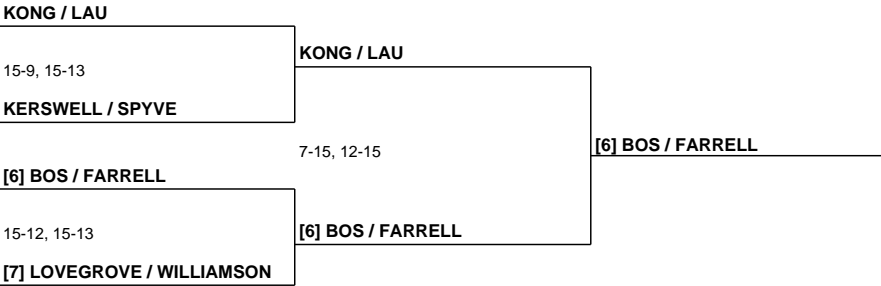 KONG / LAU
KONG / LAU
15-9, 15-13
KERSWELL / SPYVE
[6] BOS / FARRELL
7-15, 12-15
[6] BOS / FARRELL
15-12, 15-13
[6] BOS / FARRELL
[7] LOVEGROVE / WILLIAMSON